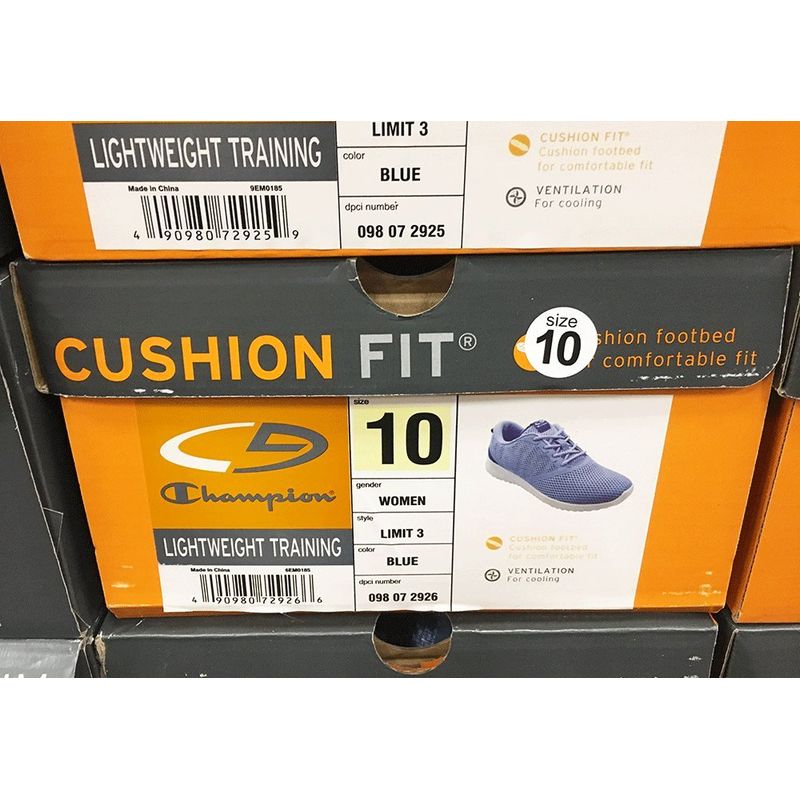 LIGHTWEIGHT TRAINING
Made in China 9EM0185
4 90980 72925 9
LIMIT 3
color
BLUE
dpci number
098 07 2925
CUSHION FIT®
Cushion footbed
for comfortable fit
VENTILATION
For cooling
CUSHION FIT®
size
10
shion footbed
comfortable fit
Champion
LIGHTWEIGHT TRAINING
Made in China 6EM0185
4 90980 72926 6
size
10
gender
WOMEN
style
LIMIT 3
color
BLUE
dpci number
098 07 2926
CUSHION FIT®
Cushion footbed
for comfortable fit
VENTILATION
For cooling